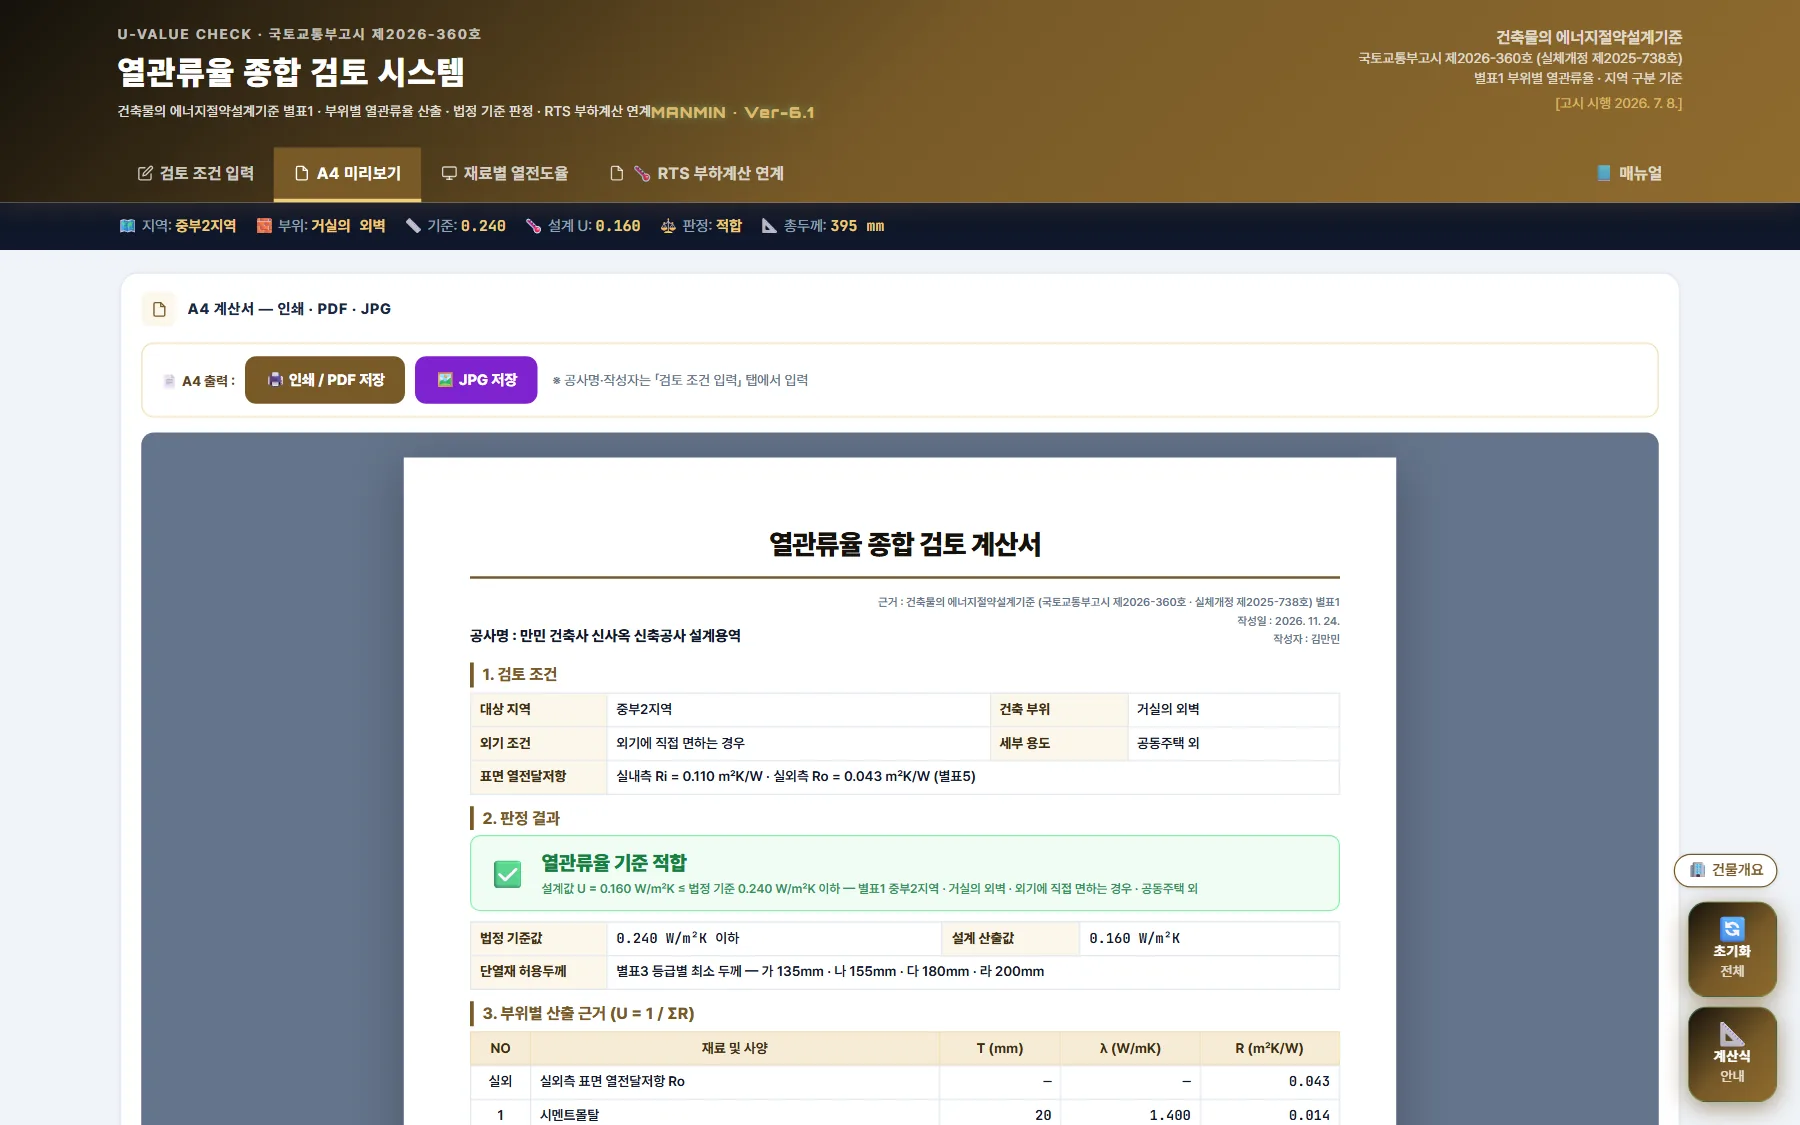 U-VALUE CHECK · 국토교통부고시 제2026-360호
열관류율 종합 검토 시스템
건축물의 에너지절약설계기준 별표1 · 부위별 열관류율 산출 · 법정 기준 판정 · RTS 부하계산 연계MANMIN · Ver-6.1
건축물의 에너지절약설계기준
국토교통부고시 제2026-360호 (실체개정 제2025-738호)
별표1 부위별 열관류율 · 지역 구분 기준
[고시 시행 2026. 7. 8.]
검토 조건 입력
A4 미리보기
재료별 열전도율
RTS 부하계산 연계
매뉴얼
지역: 중부2지역
부위: 거실의 외벽
기준: 0.240
설계 U: 0.160
판정: 적합
총두께: 395 mm
A4 계산서 — 인쇄 · PDF · JPG
A4 출력 :
인쇄 / PDF 저장
JPG 저장
※ 공사명·작성자는 「검토 조건 입력」 탭에서 입력
열관류율 종합 검토 계산서
근거 : 건축물의 에너지절약설계기준 (국토교통부고시 제2026-360호 · 실체개정 제2025-738호) 별표1
작성일 : 2026. 11. 24.
공사명 : 만민 건축사 신사옥 신축공사 설계용역
작성자 : 김만민
1. 검토 조건
대상 지역 중부2지역 건축 부위 거실의 외벽
외기 조건 외기에 직접 면하는 경우 세부 용도 공동주택 외
표면 열전달저항 실내측 Ri = 0.110 m²K/W · 실외측 Ro = 0.043 m²K/W (별표5)
2. 판정 결과
열관류율 기준 적합
설계값 U = 0.160 W/m²K ≤ 법정 기준 0.240 W/m²K 이하 — 별표1 중부2지역 · 거실의 외벽 · 외기에 직접 면하는 경우 · 공동주택 외
법정 기준값 0.240 W/m²K 이하 설계 산출값 0.160 W/m²K
단열재 허용두께 별표3 등급별 최소 두께 — 가 135mm · 나 155mm · 다 180mm · 라 200mm
3. 부위별 산출 근거 (U = 1 / ΣR)
NO 재료 및 사양 T (mm) λ (W/mK) R (m²K/W)
실외 실외측 표면 열전달저항 Ro — — 0.043
1 시멘트몰탈 20 1.400 0.014
건물개요
초기화
전체
계산식
안내